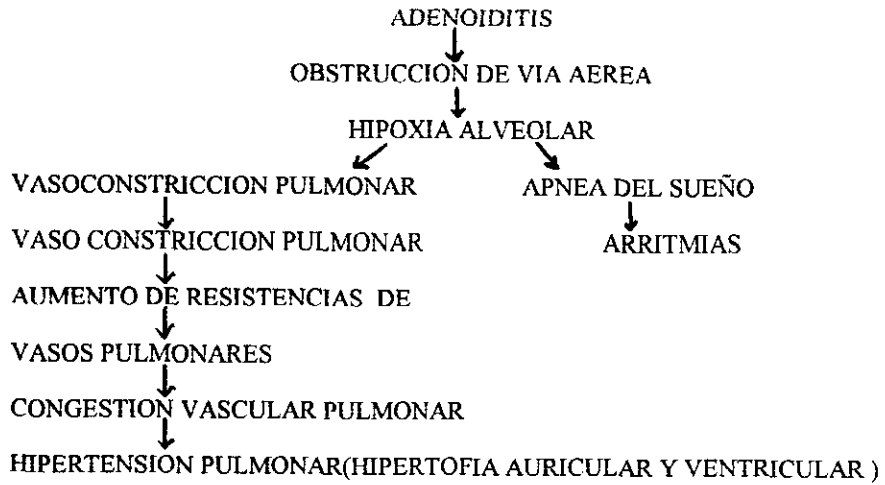 ADENOIDITIS
OBSTRUCCION DE VIA AEREA
HIPOXIA ALVEOLAR
VASOCONSTRICCION PULMONAR APNEA DEL SUEÑO
VASO CONSTRICCION PULMONAR ARRITMIAS
AUMENTO DE RESISTENCIAS DE
VASOS PULMONARES
CONGESTION VASCULAR PULMONAR
HIPERTENSION PULMONAR(HIPERTOFIA AURICULAR Y VENTRICULAR )